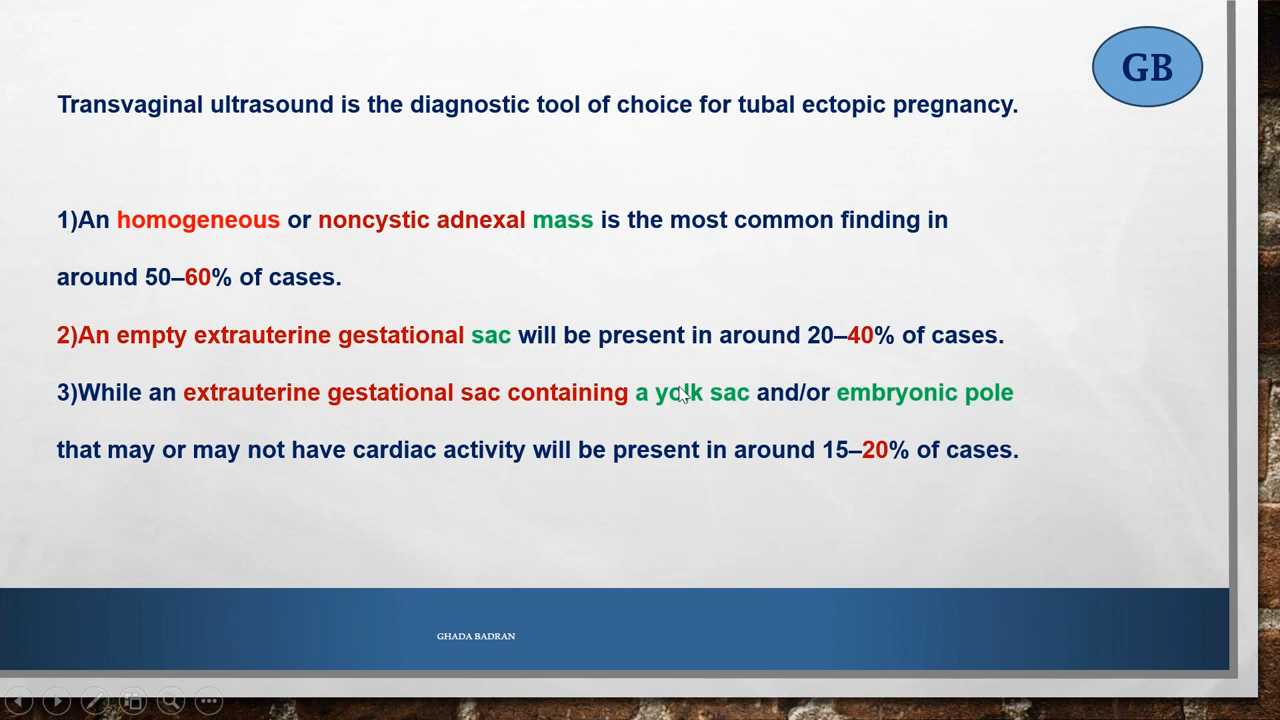 GB
Transvaginal ultrasound is the diagnostic tool of choice for tubal ectopic pregnancy.
1)An homogeneous or noncystic adnexal mass is the most common finding in
around 50–60% of cases.
2)An empty extrauterine gestational sac will be present in around 20–40% of cases.
3)While an extrauterine gestational sac containing a yolk sac and/or embryonic pole
that may or may not have cardiac activity will be present in around 15–20% of cases.
GHADA BADRAN